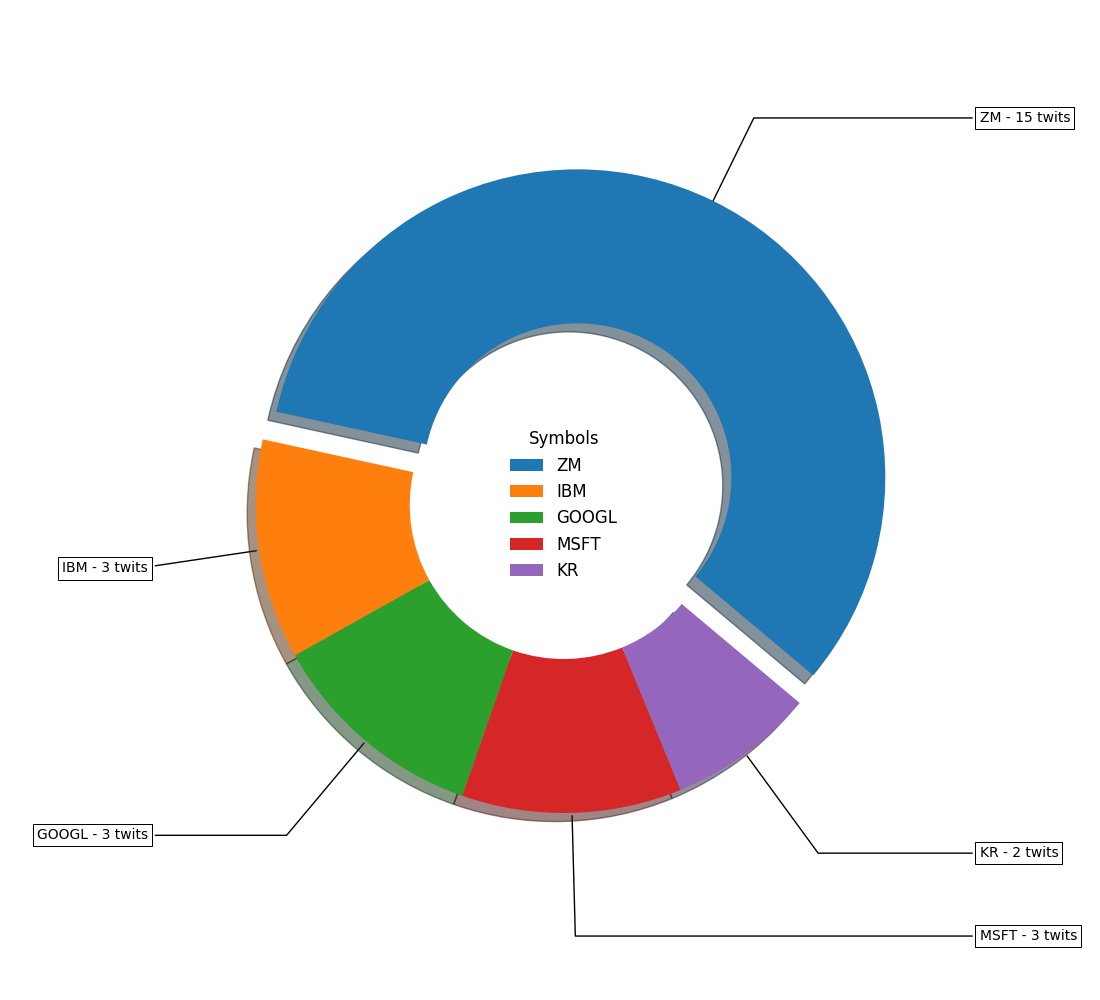 ZM - 15 twits
Symbols
ZM
IBM
GOOGL
MSFT
KR
IBM - 3 twits
GOOGL - 3 twits
KR - 2 twits
MSFT - 3 twits